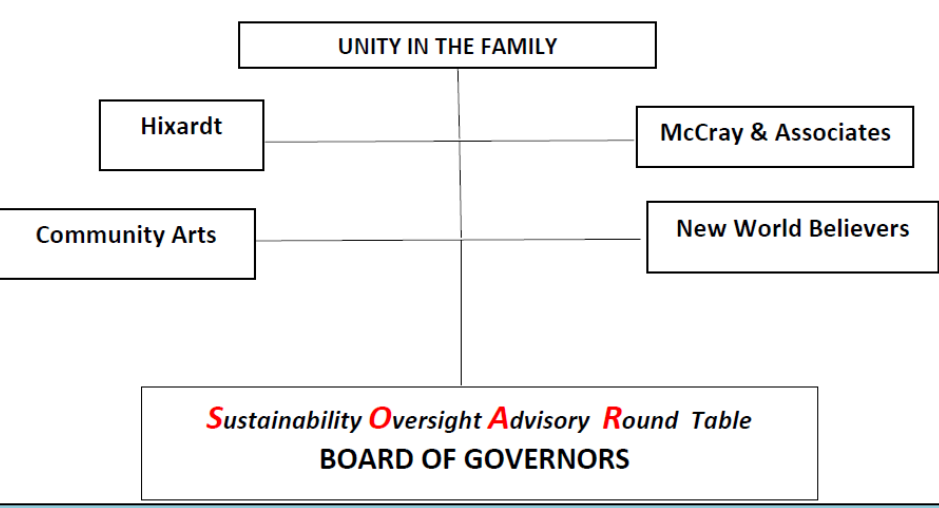 UNITY IN THE FAMILY
Hixardt
McCray & Associates
Community Arts
New World Believers
Sustainability Oversight Advisory Round Table
BOARD OF GOVERNORS